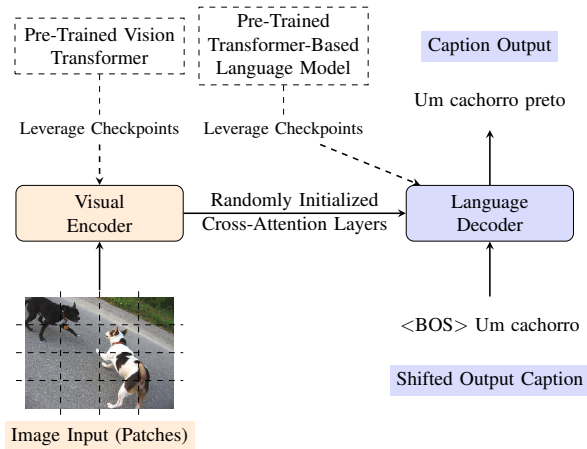 Pre-Trained Vision
Transformer
Pre-Trained
Transformer-Based
Language Model
Caption Output
Um cachorro preto
Leverage Checkpoints
Leverage Checkpoints
Visual
Encoder
Randomly Initialized
Cross-Attention Layers
Language
Decoder
<BOS> Um cachorro
Shifted Output Caption
Image Input (Patches)